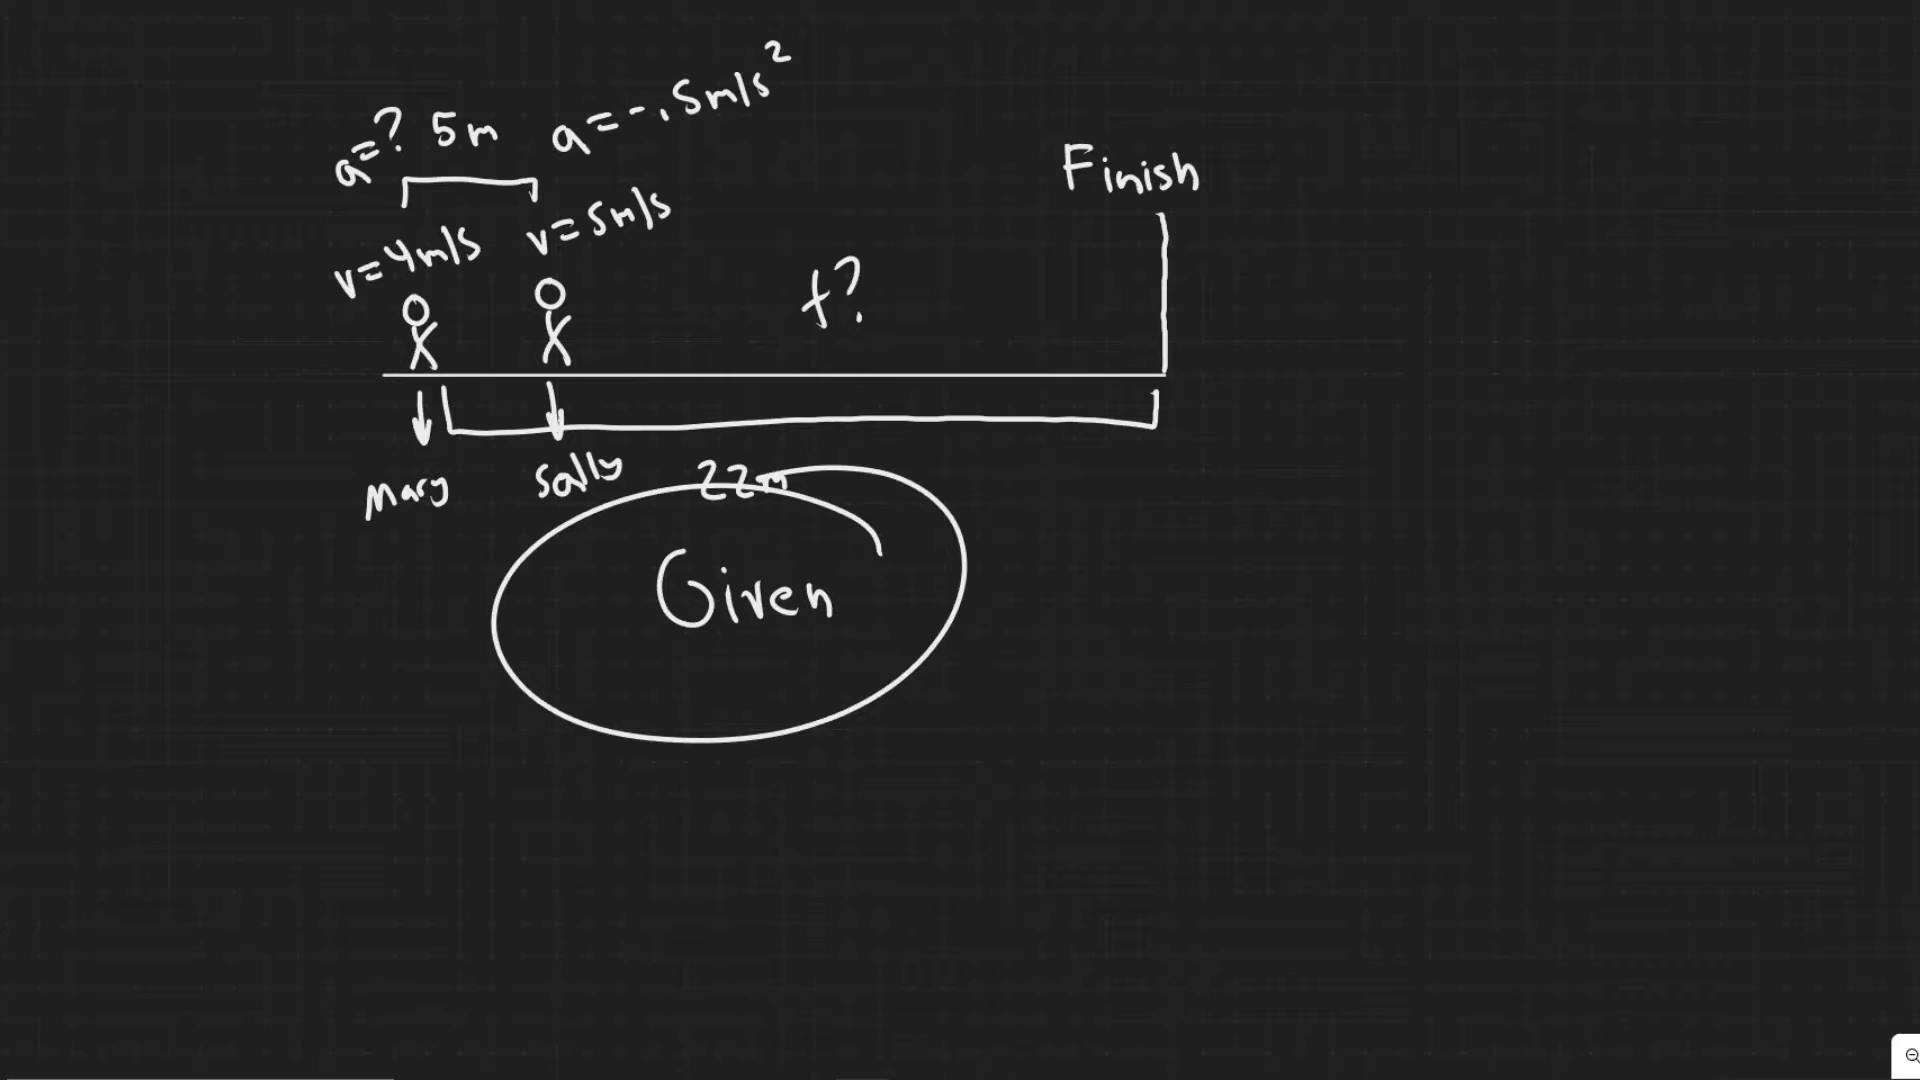 a=? 5m a=-.5m/s²
Finish
v=4m/s v=5m/s
t?
Mary Sally 22m
Given